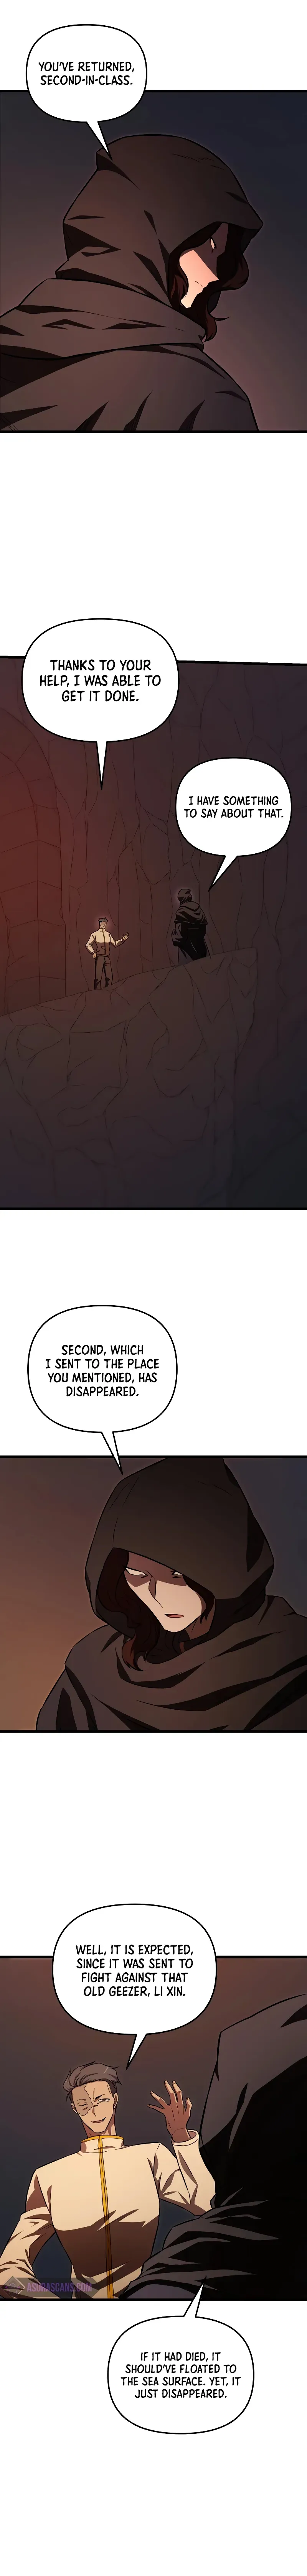 YOU'VE RETURNED,
SECOND-IN-CLASS.
THANKS TO YOUR
HELP, I WAS ABLE TO
GET IT DONE.
I HAVE SOMETHING
TO SAY ABOUT THAT.
SECOND, WHICH
I SENT TO THE PLACE
YOU MENTIONED, HAS
DISAPPEARED.
WELL, IT IS EXPECTED,
SINCE IT WAS SENT TO
FIGHT AGAINST THAT
OLD GEEZER, LI XIN.
ASURASCANS.COM
IF IT HAD DIED, IT
SHOULD'VE FLOATED TO
THE SEA SURFACE. YET, IT
JUST DISAPPEARED.